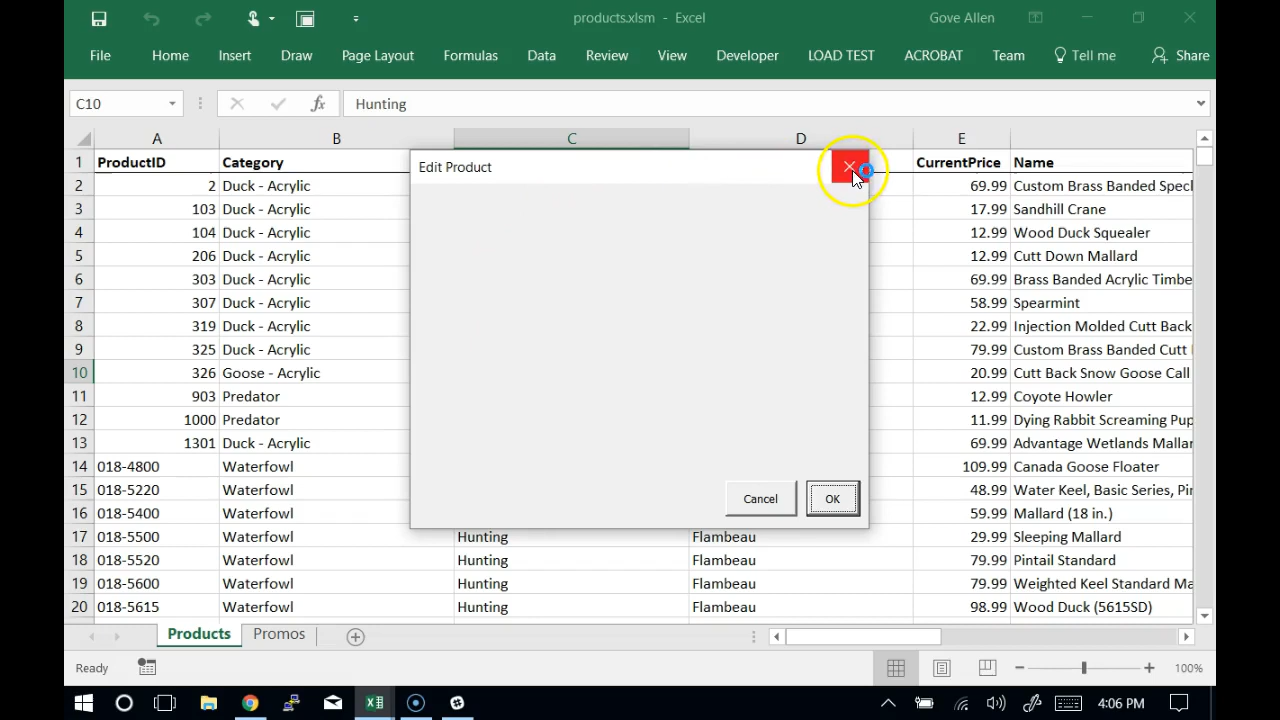 products.xlsm - Excel
Gove Allen
File Home Insert Draw Page Layout Formulas Data Review View Developer LOAD TEST ACROBAT Team Tell me Share
C10 fx Hunting
A B C D E
1 ProductID Category CurrentPrice Name
2 2 Duck - Acrylic 69.99 Custom Brass Banded Spec
3 103 Duck - Acrylic 17.99 Sandhill Crane
4 104 Duck - Acrylic 12.99 Wood Duck Squealer
5 206 Duck - Acrylic 12.99 Cutt Down Mallard
6 303 Duck - Acrylic 69.99 Brass Banded Acrylic Timbe
7 307 Duck - Acrylic 58.99 Spearmint
8 319 Duck - Acrylic 22.99 Injection Molded Cutt Back
9 325 Duck - Acrylic 79.99 Custom Brass Banded Cutt
10 326 Goose - Acrylic 20.99 Cutt Back Snow Goose Call
11 903 Predator 12.99 Coyote Howler
12 1000 Predator 11.99 Dying Rabbit Screaming Pup
13 1301 Duck - Acrylic 69.99 Advantage Wetlands Mallar
14 018-4800 Waterfowl 109.99 Canada Goose Floater
15 018-5220 Waterfowl 48.99 Water Keel, Basic Series, Pin
16 018-5400 Waterfowl 59.99 Mallard (18 in.)
17 018-5500 Waterfowl Hunting Flambeau 29.99 Sleeping Mallard
18 018-5520 Waterfowl Hunting Flambeau 79.99 Pintail Standard
19 018-5600 Waterfowl Hunting Flambeau 79.99 Weighted Keel Standard Ma
20 018-5615 Waterfowl Hunting Flambeau 98.99 Wood Duck (5615SD)
Edit Product
Cancel OK
Products Promos
Ready 100%
4:06 PM